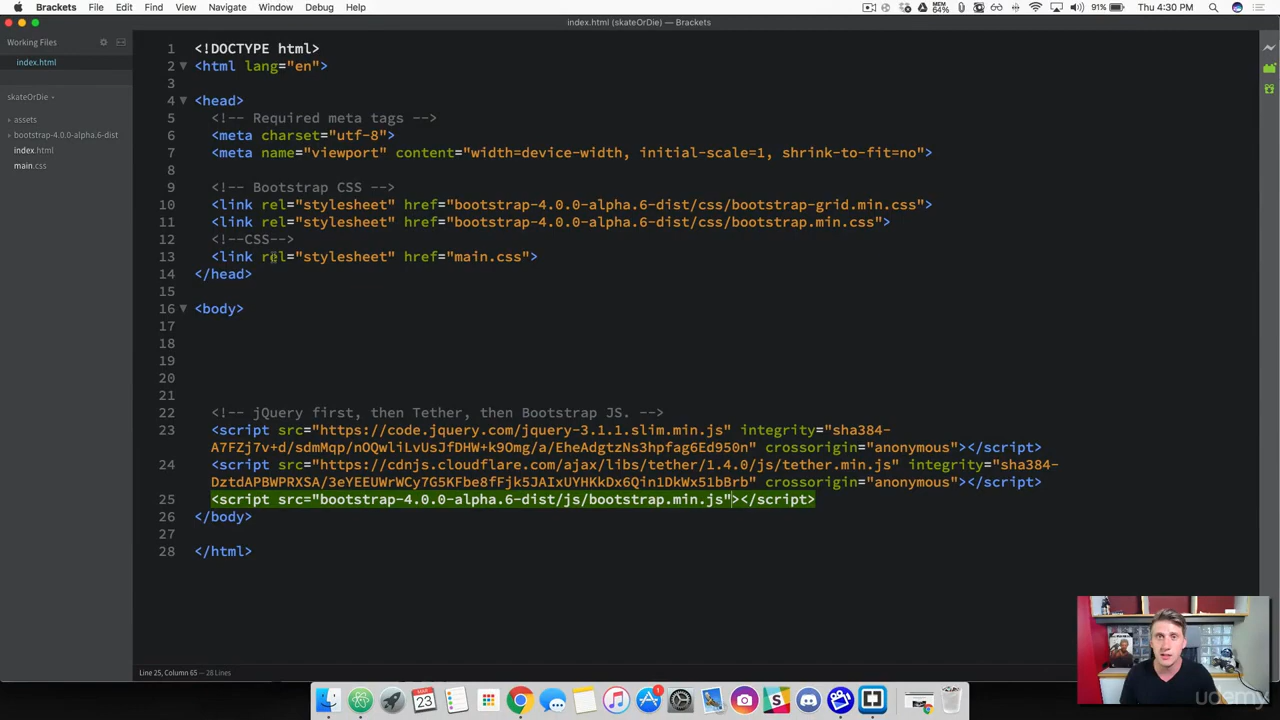 Brackets File Edit Find View Navigate Window Debug Help
MEM 64%
91%
Thu 4:30 PM
index.html (skateOrDie) — Brackets
Working Files
index.html
skateOrDie
assets
bootstrap-4.0.0-alpha.6-dist
index.html
main.css
1 <!DOCTYPE html>
2 <html lang="en">
3
4 <head>
5 <!-- Required meta tags -->
6 <meta charset="utf-8">
7 <meta name="viewport" content="width=device-width, initial-scale=1, shrink-to-fit=no">
8
9 <!-- Bootstrap CSS -->
10 <link rel="stylesheet" href="bootstrap-4.0.0-alpha.6-dist/css/bootstrap-grid.min.css">
11 <link rel="stylesheet" href="bootstrap-4.0.0-alpha.6-dist/css/bootstrap.min.css">
12 <!--CSS-->
13 <link rel="stylesheet" href="main.css">
14 </head>
15
16 <body>
17
18
19
20
21
22 <!-- jQuery first, then Tether, then Bootstrap JS. -->
23 <script src="https://code.jquery.com/jquery-3.1.1.slim.min.js" integrity="sha384-
A7FZj7v+d/sdmMqp/nOQwliLvUsJfDHW+k9Omg/a/EheAdgtzNs3hpfag6Ed950n" crossorigin="anonymous"></script>
24 <script src="https://cdnjs.cloudflare.com/ajax/libs/tether/1.4.0/js/tether.min.js" integrity="sha384-
DztdAPBWPRXSA/3eYEEUWrWCy7G5KFbe8fFjk5JAIxUYHKkDx6Qin1DkWx51bBrb" crossorigin="anonymous"></script>
25 <script src="bootstrap-4.0.0-alpha.6-dist/js/bootstrap.min.js"></script>
26 </body>
27
28 </html>
Line 25, Column 65 — 28 Lines
MAR
23
1
udemy